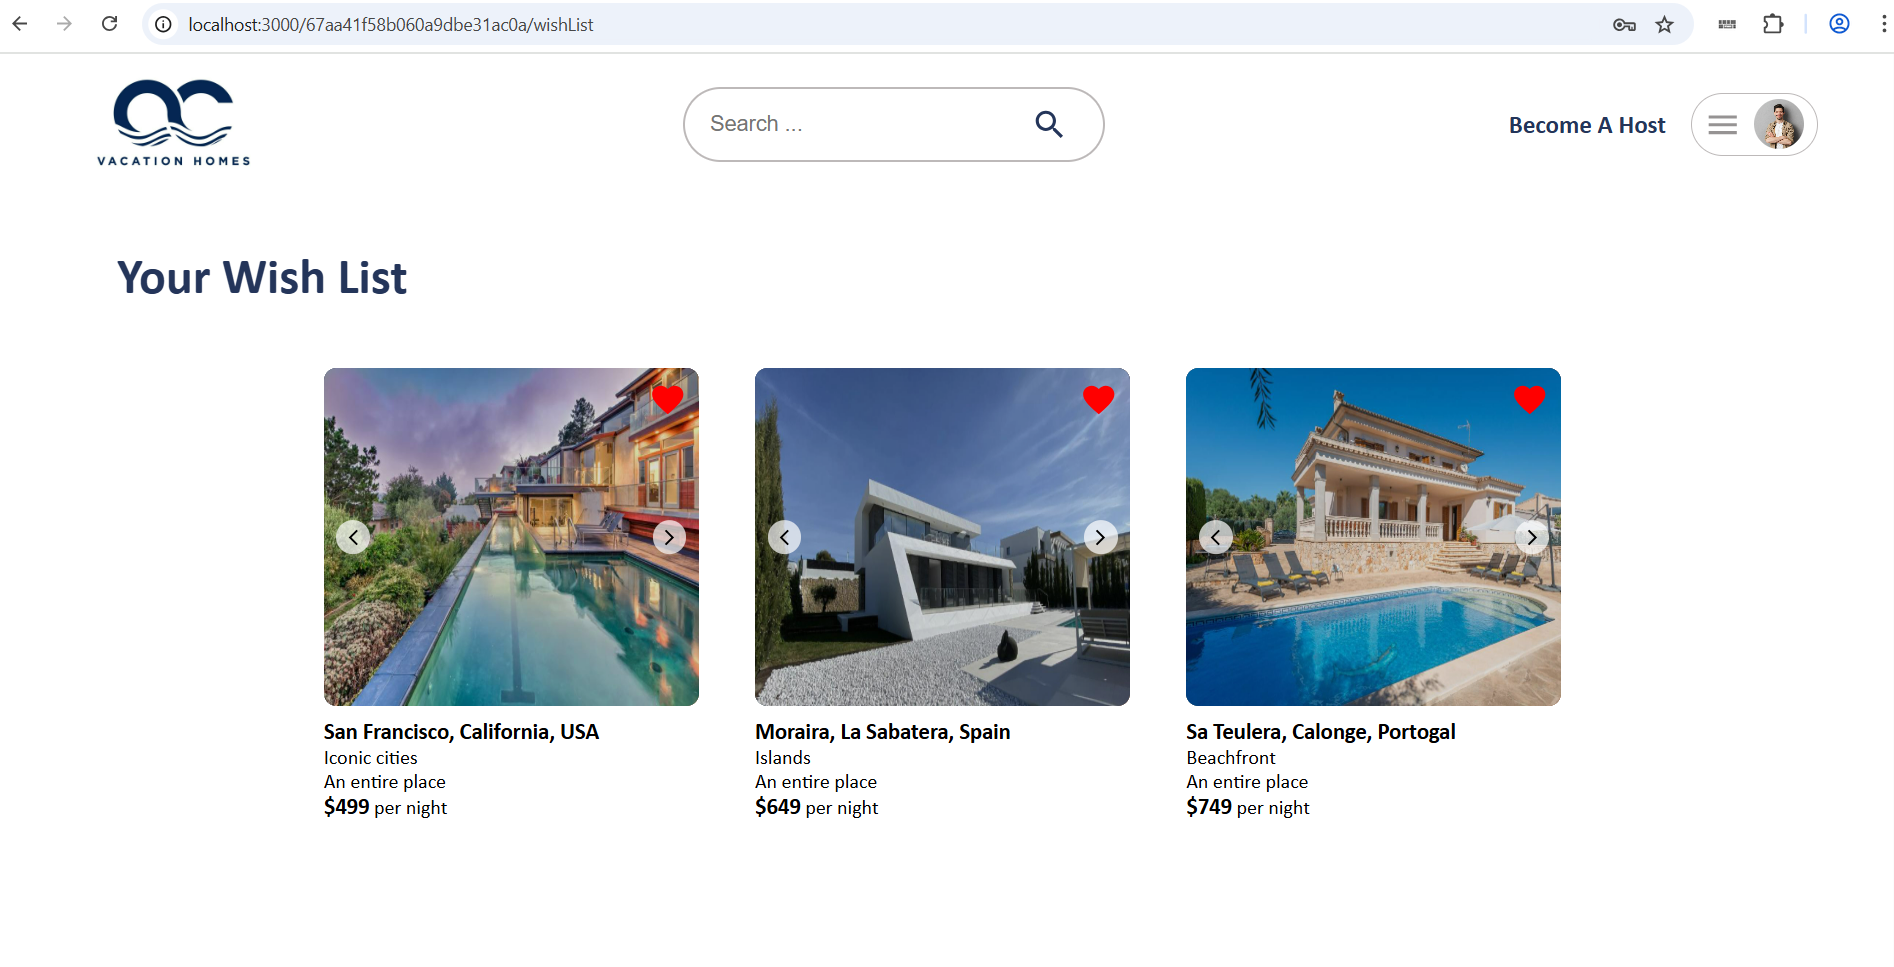 localhost:3000/67aa41f58b060a9dbe31ac0a/wishList
VACATION HOMES
Search ...
Become A Host
Your Wish List
San Francisco, California, USA
Iconic cities
An entire place
$499 per night
Moraira, La Sabatera, Spain
Islands
An entire place
$649 per night
Sa Teulera, Calonge, Portogal
Beachfront
An entire place
$749 per night